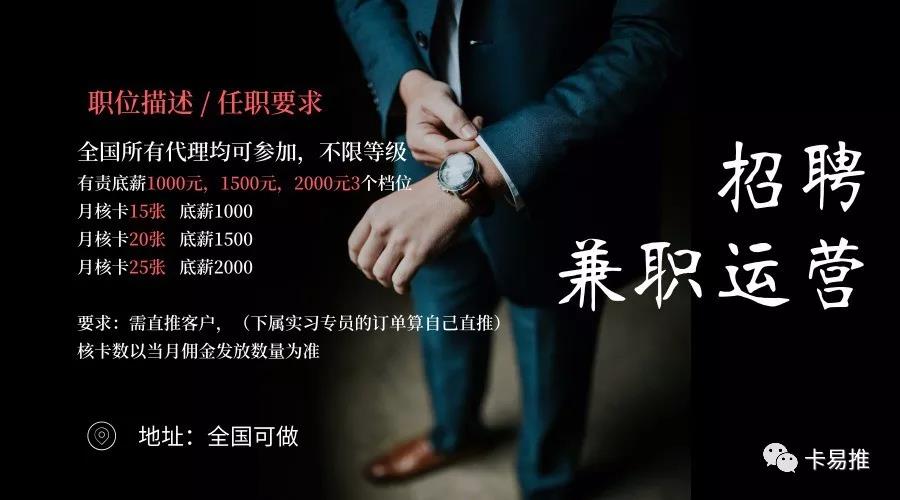 职位描述 / 任职要求
全国所有代理均可参加，不限等级
有责底薪1000元，1500元，2000元3个档位
月核卡15张 底薪1000
月核卡20张 底薪1500
月核卡25张 底薪2000
要求：需直推客户，（下属实习专员的订单算自己直推）
核卡数以当月佣金发放数量为准
地址：全国可做
招聘
兼职运营
卡易推